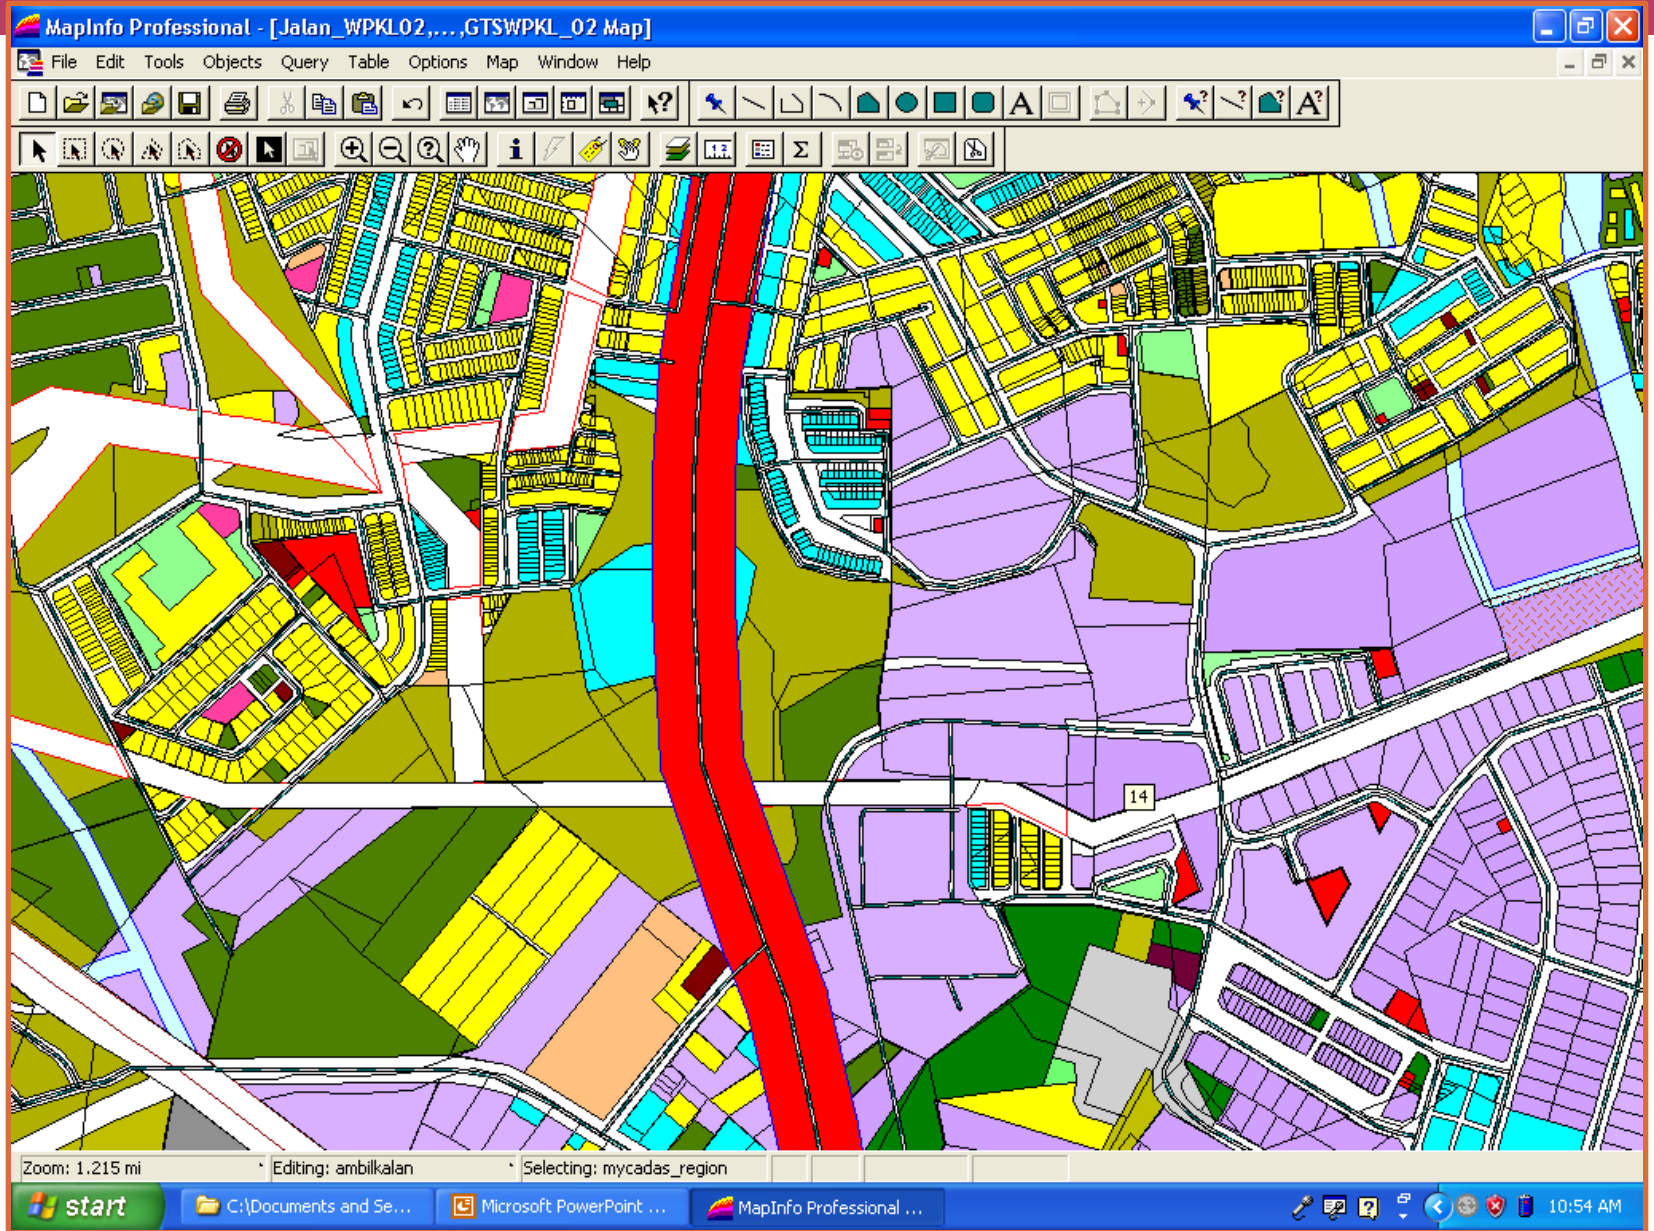 MapInfo Professional - [Jalan_WPKL02,...,GTSWPKL_02 Map]
File Edit Tools Objects Query Table Options Map Window Help
14
Zoom: 1.215 mi
Editing: ambilkalan
Selecting: mycadas_region
start
C:\Documents and Se...
Microsoft PowerPoint ...
MapInfo Professional ...
10:54 AM